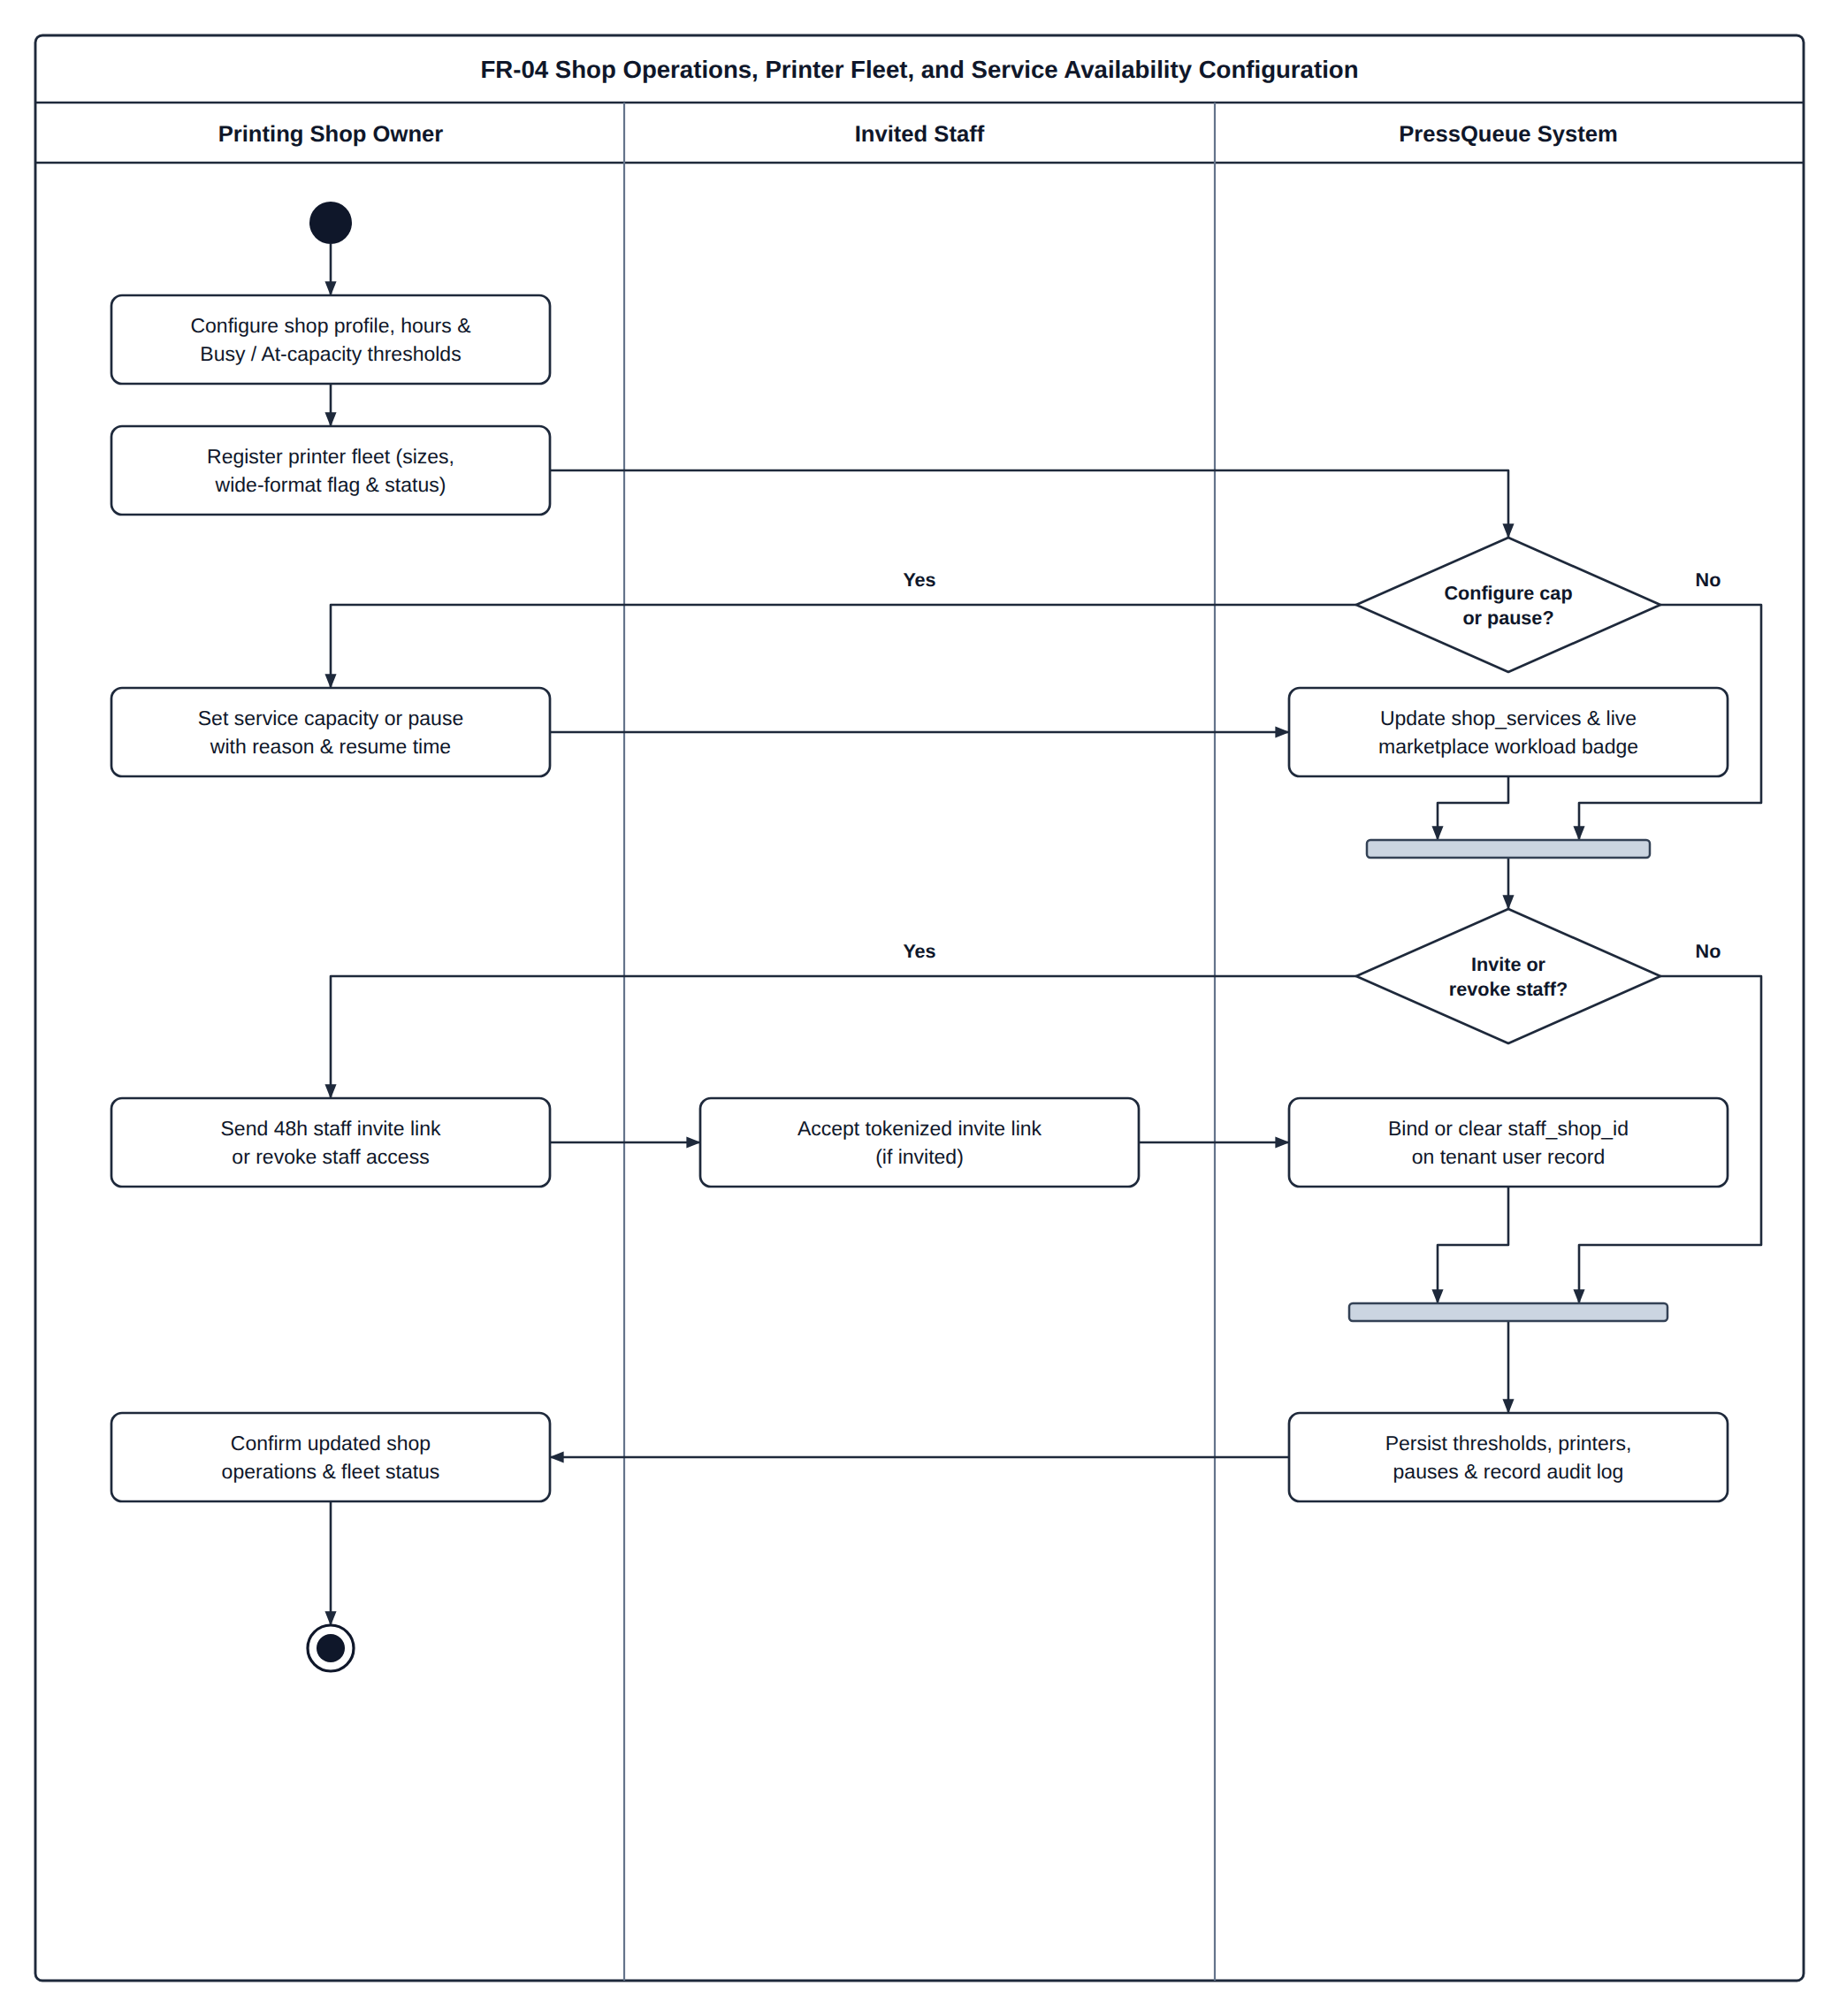 FR-04 Shop Operations, Printer Fleet, and Service Availability Configuration
Printing Shop Owner
Invited Staff
PressQueue System
Configure shop profile, hours &
Busy / At-capacity thresholds
Register printer fleet (sizes,
wide-format flag & status)
Yes
Configure cap
or pause?
No
Set service capacity or pause
with reason & resume time
Update shop_services & live
marketplace workload badge
Yes
Invite or
revoke staff?
No
Send 48h staff invite link
or revoke staff access
Accept tokenized invite link
(if invited)
Bind or clear staff_shop_id
on tenant user record
Confirm updated shop
operations & fleet status
Persist thresholds, printers,
pauses & record audit log